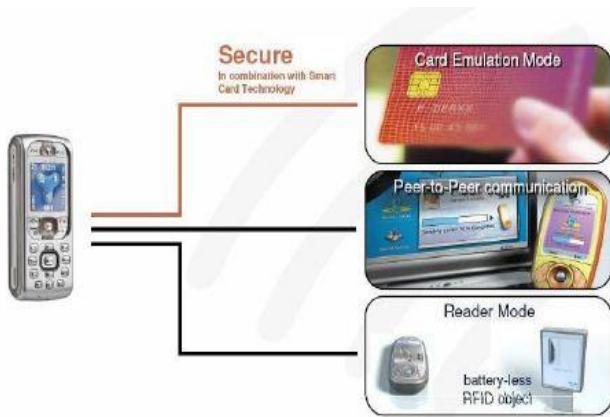 Secure
In combination with Smart
Card Technology
Card Emulation Mode
Peer-to-Peer communication
Reader Mode
battery-less
RFID object